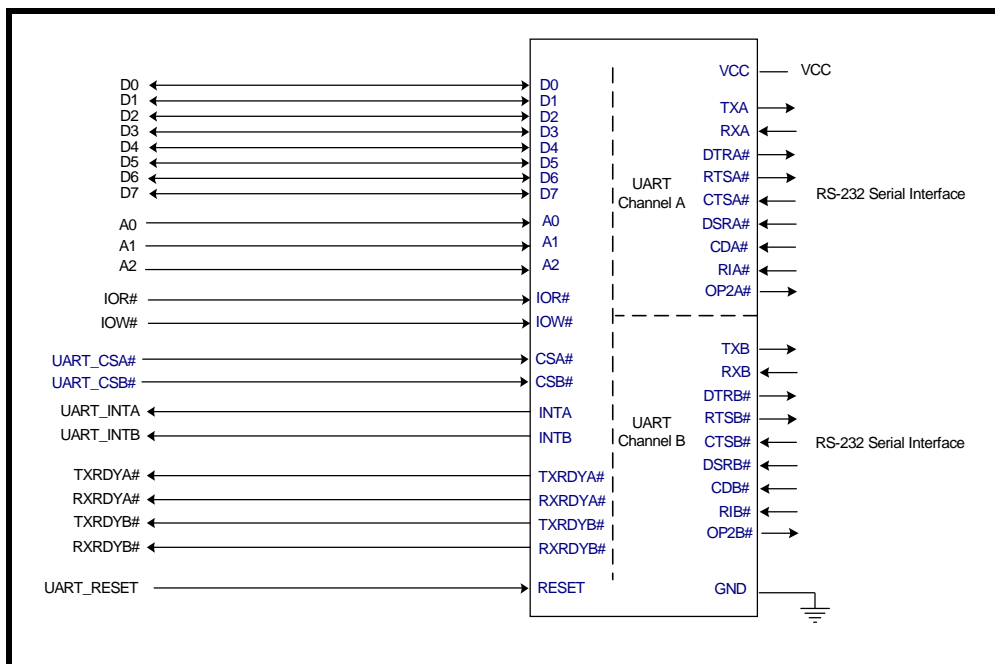 D0 D0
D1 D1
D2 D2
D3 D3
D4 D4
D5 D5
D6 D6
D7 D7
A0 A0
A1 A1
A2 A2
IOR# IOR#
IOW# IOW#
UART_CSA# CSA#
UART_CSB# CSB#
UART_INTA INTA
UART_INTB INTB
TXRDYA# TXRDYA#
RXRDYA# RXRDYA#
TXRDYB# TXRDYB#
RXRDYB# RXRDYB#
UART_RESET RESET
UART
Channel A
UART
Channel B
VCC VCC
TXA
RXA
DTRA#
RTSA#
CTSA#
DSRA#
CDA#
RIA#
OP2A#
RS-232 Serial Interface
TXB
RXB
DTRB#
RTSB#
CTSB#
DSRB#
CDB#
RIB#
OP2B#
RS-232 Serial Interface
GND